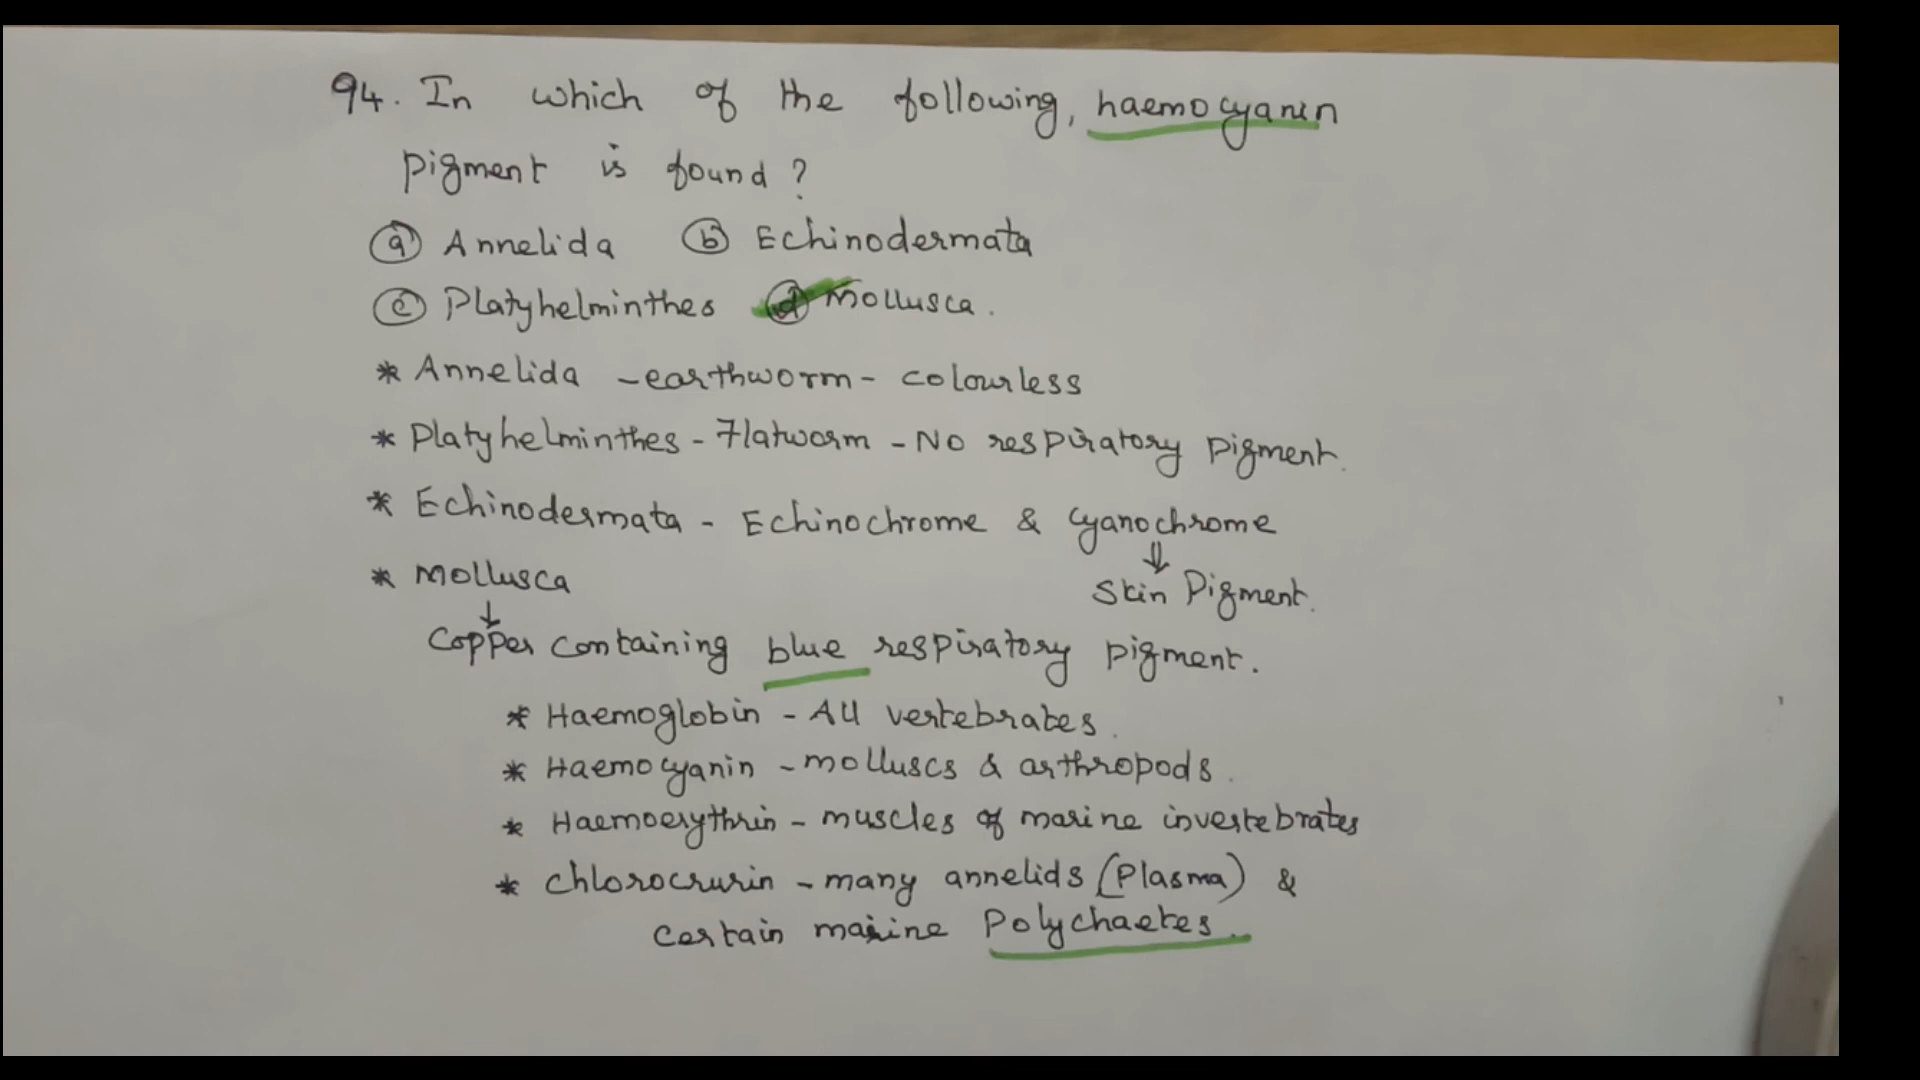 94. In which of the following, haemocyanin
pigment is found?
ⓐ Annelida ⓑ Echinodermata
ⓒ Platyhelminthes ⓓ Mollusca.
* Annelida - earthworm - colourless
* Platyhelminthes - Flatworm - No respiratory pigment.
* Echinodermata - Echinochrome & cyanochrome
⇓
* Mollusca
Skin Pigment.
↓
Copper containing blue respiratory pigment.
* Haemoglobin - All vertebrates.
* Haemocyanin - molluscs & arthropods.
* Haemoerythrin - muscles of marine invertebrates
* Chlorocrurin - many annelids (Plasma) &
certain marine Polychaetes.